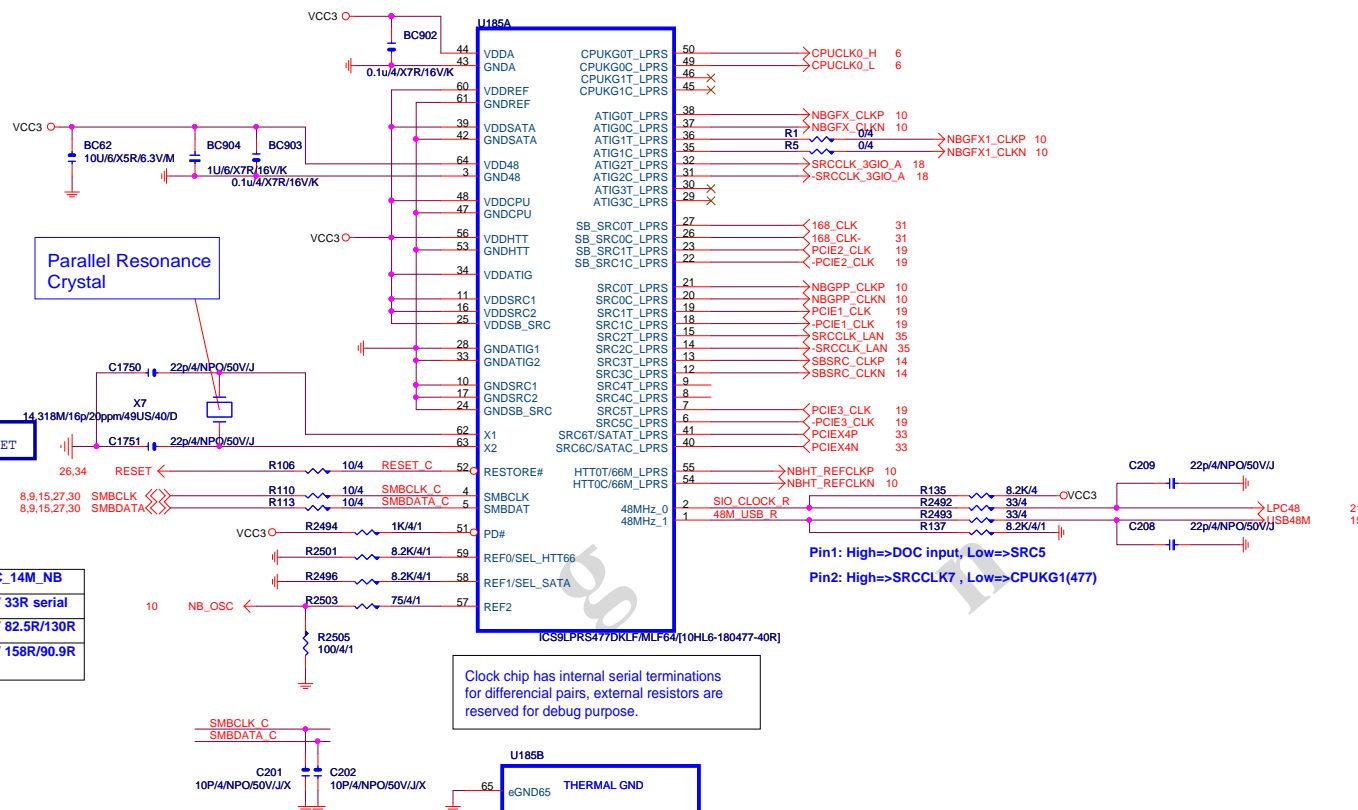 VCC3
BC902
0.1u/4/X7R/16V/K
VCC3
BC62
10U/6/X5R/6.3V/M
BC904
1U/6/X7R/16V/K
BC903
0.1u/4/X7R/16V/K
VCC3
Parallel Resonance
Crystal
C1750
22p/4/NPO/50V/J
X7
14.318M/16p/20ppm/49US/40/D
C1751
22p/4/NPO/50V/J
ET
26,34 RESET R106 10/4 RESET_C
8,9,15,27,30 SMBCLK R110 10/4 SMBCLK_C
8,9,15,27,30 SMBDATA R113 10/4 SMBDATA_C
VCC3 R2494 1K/4/1
R2501 8.2K/4/1
R2496 8.2K/4/1
10 NB_OSC R2503 75/4/1
R2505
100/4/1
C_14M_NB
33R serial
82.5R/130R
158R/90.9R
U185A
44 VDDA
43 GNDA
60 VDDREF
61 GNDREF
39 VDDSATA
42 GNDSATA
64 VDD48
3 GND48
48 VDDCPU
47 GNDCPU
56 VDDHTT
53 GNDHTT
34 VDDATIG
11 VDDSRC1
16 VDDSRC2
25 VDDSB_SRC
28 GNDATIG1
33 GNDATIG2
10 GNDSRC1
17 GNDSRC2
24 GNDSB_SRC
62 X1
63 X2
52 RESTORE#
4 SMBCLK
5 SMBDAT
51 PD#
59 REF0/SEL_HTT66
58 REF1/SEL_SATA
57 REF2
CPUKG0T_LPRS 50 CPUCLK0_H 6
CPUKG0C_LPRS 49 CPUCLK0_L 6
CPUKG1T_LPRS 46
CPUKG1C_LPRS 45
ATIG0T_LPRS 38 NBGFX_CLKP 10
ATIG0C_LPRS 37 NBGFX_CLKN 10
ATIG1T_LPRS 36 R1 0/4 NBGFX1_CLKP 10
ATIG1C_LPRS 35 R5 0/4 NBGFX1_CLKN 10
ATIG2T_LPRS 32 SRCCLK_3GIO_A 18
ATIG2C_LPRS 31 -SRCCLK_3GIO_A 18
ATIG3T_LPRS 30
ATIG3C_LPRS 29
SB_SRC0T_LPRS 27 168_CLK 31
SB_SRC0C_LPRS 26 168_CLK- 31
SB_SRC1T_LPRS 23 PCIE2_CLK 19
SB_SRC1C_LPRS 22 -PCIE2_CLK 19
SRC0T_LPRS 21 NBGPP_CLKP 10
SRC0C_LPRS 20 NBGPP_CLKN 10
SRC1T_LPRS 19 PCIE1_CLK 19
SRC1C_LPRS 18 -PCIE1_CLK 19
SRC2T_LPRS 15 SRCCLK_LAN 35
SRC2C_LPRS 14 -SRCCLK_LAN 35
SRC3T_LPRS 13 SBSRC_CLKP 14
SRC3C_LPRS 12 SBSRC_CLKN 14
SRC4T_LPRS 9
SRC4C_LPRS 8
SRC5T_LPRS 7 PCIE3_CLK 19
SRC5C_LPRS 6 -PCIE3_CLK 19
SRC6T/SATAT_LPRS 41 PCIEX4P 33
SRC6C/SATAC_LPRS 40 PCIEX4N 33
HTT0T/66M_LPRS 55 NBHT_REFCLKP 10
HTT0C/66M_LPRS 54 NBHT_REFCLKN 10
48MHz_0 2 SIO_CLOCK_R
48MHz_1 1 48M_USB_R
R135 8.2K/4 VCC3
R2492 33/4 LPC48 2
R2493 33/4 USB48M 15
R137 8.2K/4/1
C209 22p/4/NPO/50V/J
C208 22p/4/NPO/50V/J
Pin1: High=>DOC input, Low=>SRC5
Pin2: High=>SRCCLK7 , Low=>CPUKG1(477)
ICS9LPRS477DKLF/MLF64/[10HL6-180477-40R]
Clock chip has internal serial terminations
for differencial pairs, external resistors are
reserved for debug purpose.
SMBCLK_C
SMBDATA_C
C201
10P/4/NPO/50V/J/X
C202
10P/4/NPO/50V/J/X
U185B
65 eGND65 THERMAL GND
g
n